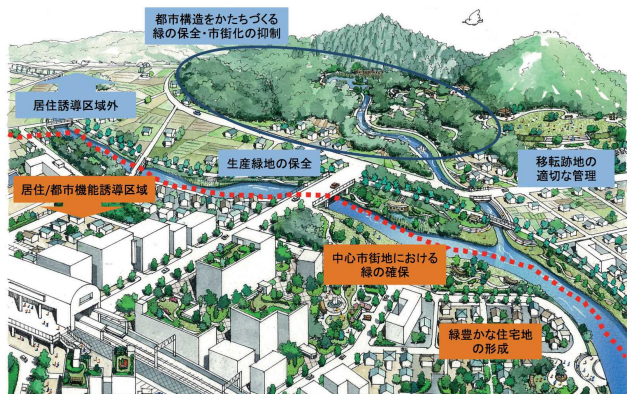 都市構造をかたちづくる
緑の保全・市街化の抑制
居住誘導区域外
生産緑地の保全
移転跡地の
適切な管理
居住/都市機能誘導区域
中心市街地における
緑の確保
緑豊かな住宅地
の形成